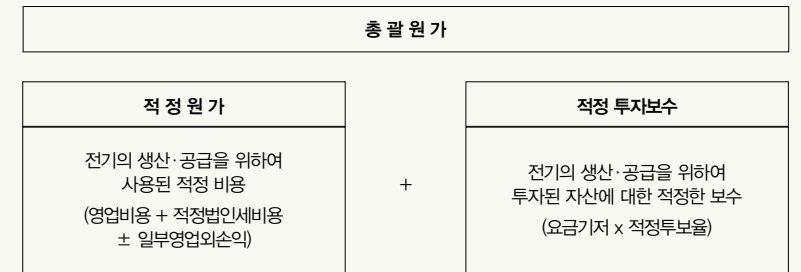 총 괄 원 가
적 정 원 가
전기의 생산·공급을 위하여
사용된 적정 비용
(영업비용 + 적정법인세비용
± 일부영업외손익)
+
적정 투자보수
전기의 생산·공급을 위하여
투자된 자산에 대한 적정한 보수
(요금기저 x 적정투보율)